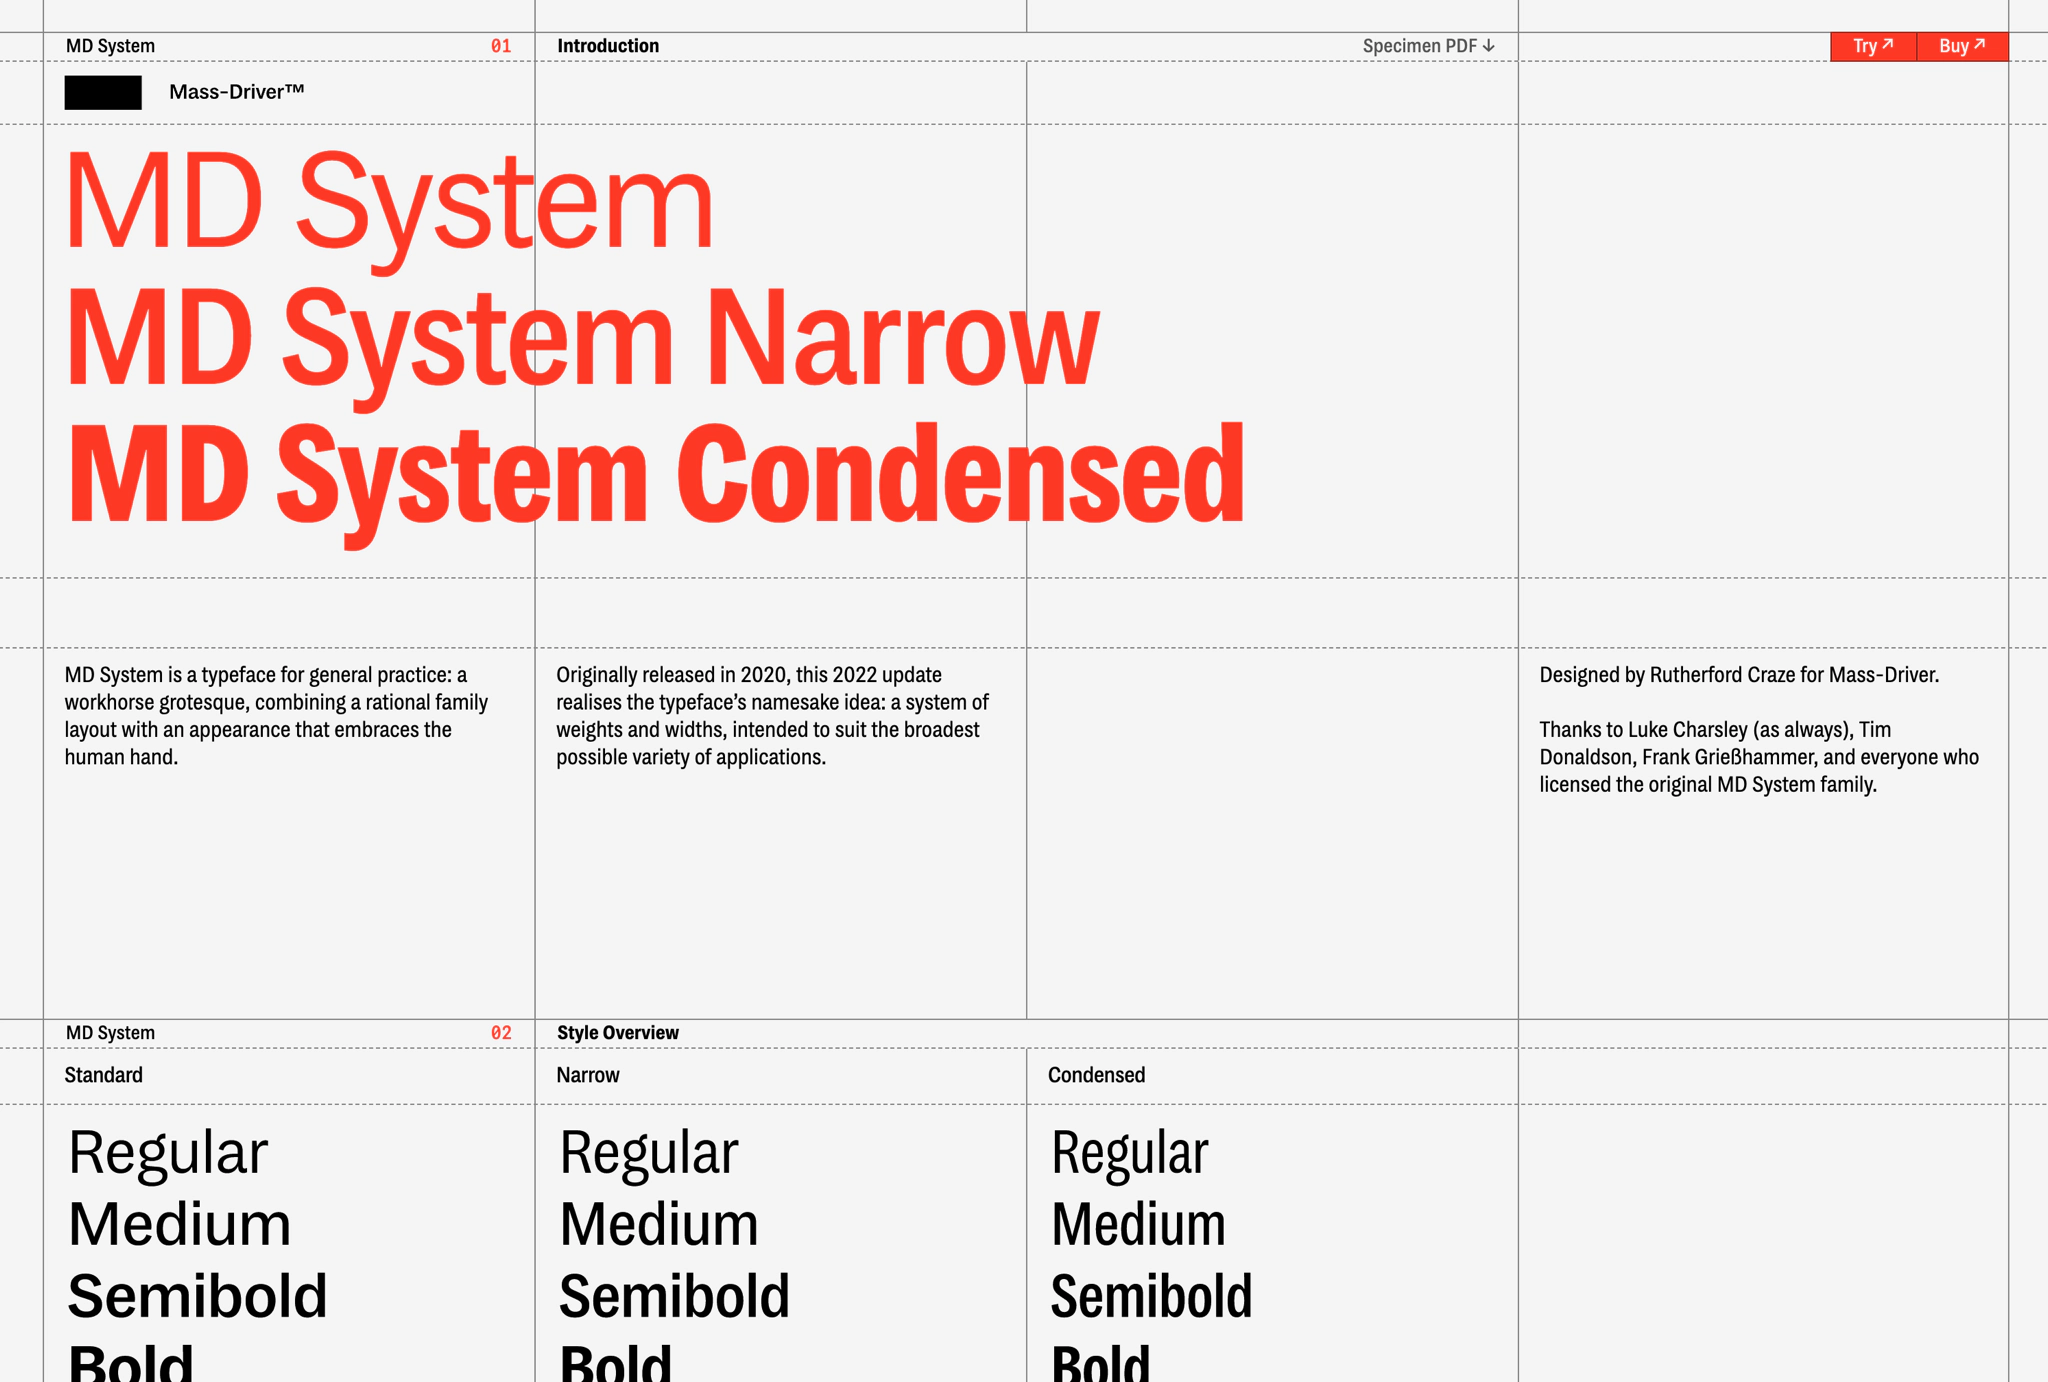 MD System 01 Introduction Specimen PDF ↓ Try ↗ Buy ↗
Mass-Driver™
MD System
MD System Narrow
MD System Condensed
MD System is a typeface for general practice: a
workhorse grotesque, combining a rational family
layout with an appearance that embraces the
human hand.
Originally released in 2020, this 2022 update
realises the typeface’s namesake idea: a system of
weights and widths, intended to suit the broadest
possible variety of applications.
Designed by Rutherford Craze for Mass-Driver.
Thanks to Luke Charsley (as always), Tim
Donaldson, Frank Grießhammer, and everyone who
licensed the original MD System family.
MD System 02 Style Overview
Standard
Regular
Medium
Semibold
Bold
Narrow
Regular
Medium
Semibold
Bold
Condensed
Regular
Medium
Semibold
Bold